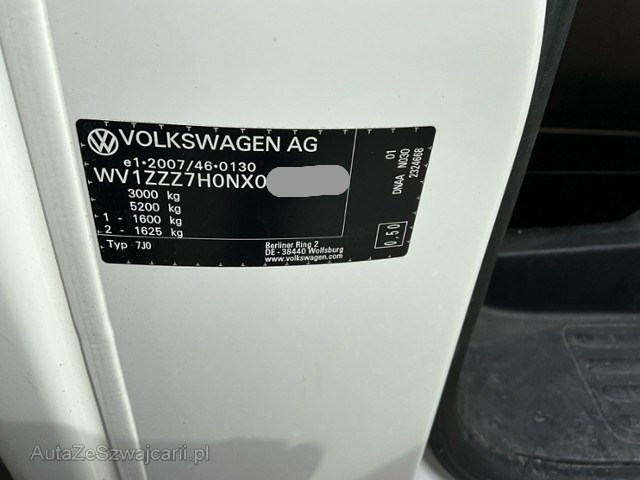 VOLKSWAGEN AG
e1*2007/46*0130
WV1ZZZ7H0NX0
3000 kg
5200 kg
1 - 1600 kg
2 - 1625 kg
Typ 7J0
Berliner Ring 2
DE - 38440 Wolfsburg
www.volkswagen.com
0,50
DNAA N030 01
2324668
AutaZeSzwajcarii.pl